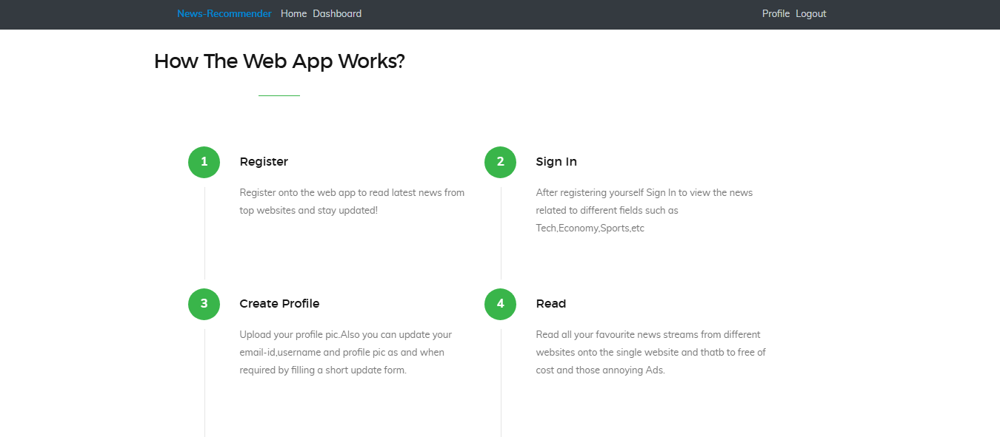 News-Recommender Home Dashboard Profile Logout
How The Web App Works?
1 Register
Register onto the web app to read latest news from
top websites and stay updated!
2 Sign In
After registering yourself Sign In to view the news
related to different fields such as
Tech,Economy,Sports,etc
3 Create Profile
Upload your profile pic.Also you can update your
email-id,username and profile pic as and when
required by filling a short update form.
4 Read
Read all your favourite news streams from different
websites onto the single website and thatb to free of
cost and those annoying Ads.